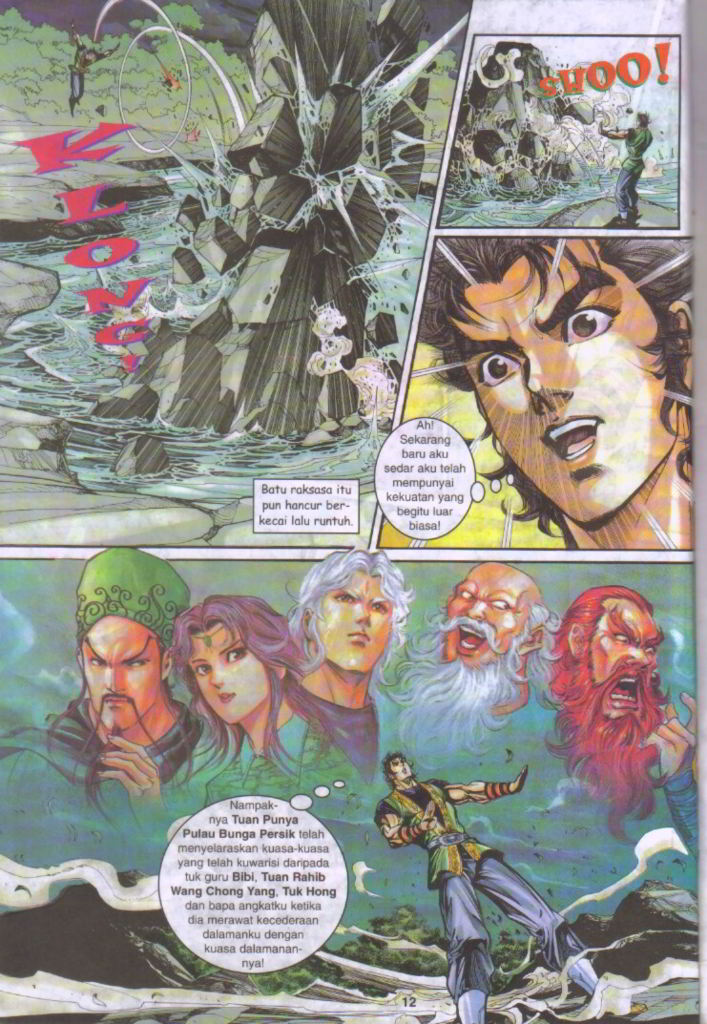 KLONG!
SHOO!
Batu raksasa itu
pun hancur ber-
kecai lalu runtuh.
Ah!
Sekarang
baru aku
sedar aku telah
mempunyai
kekuatan yang
begitu luar
biasa!
Nampak-
nya Tuan Punya
Pulau Bunga Persik telah
menyelaraskan kuasa-kuasa
yang telah kuwarisi daripada
tuk guru Bibi, Tuan Rahib
Wang Chong Yang, Tuk Hong
dan bapa angkatku ketika
dia merawat kecederaan
dalamanku dengan
kuasa dalamanan-
nya!
12